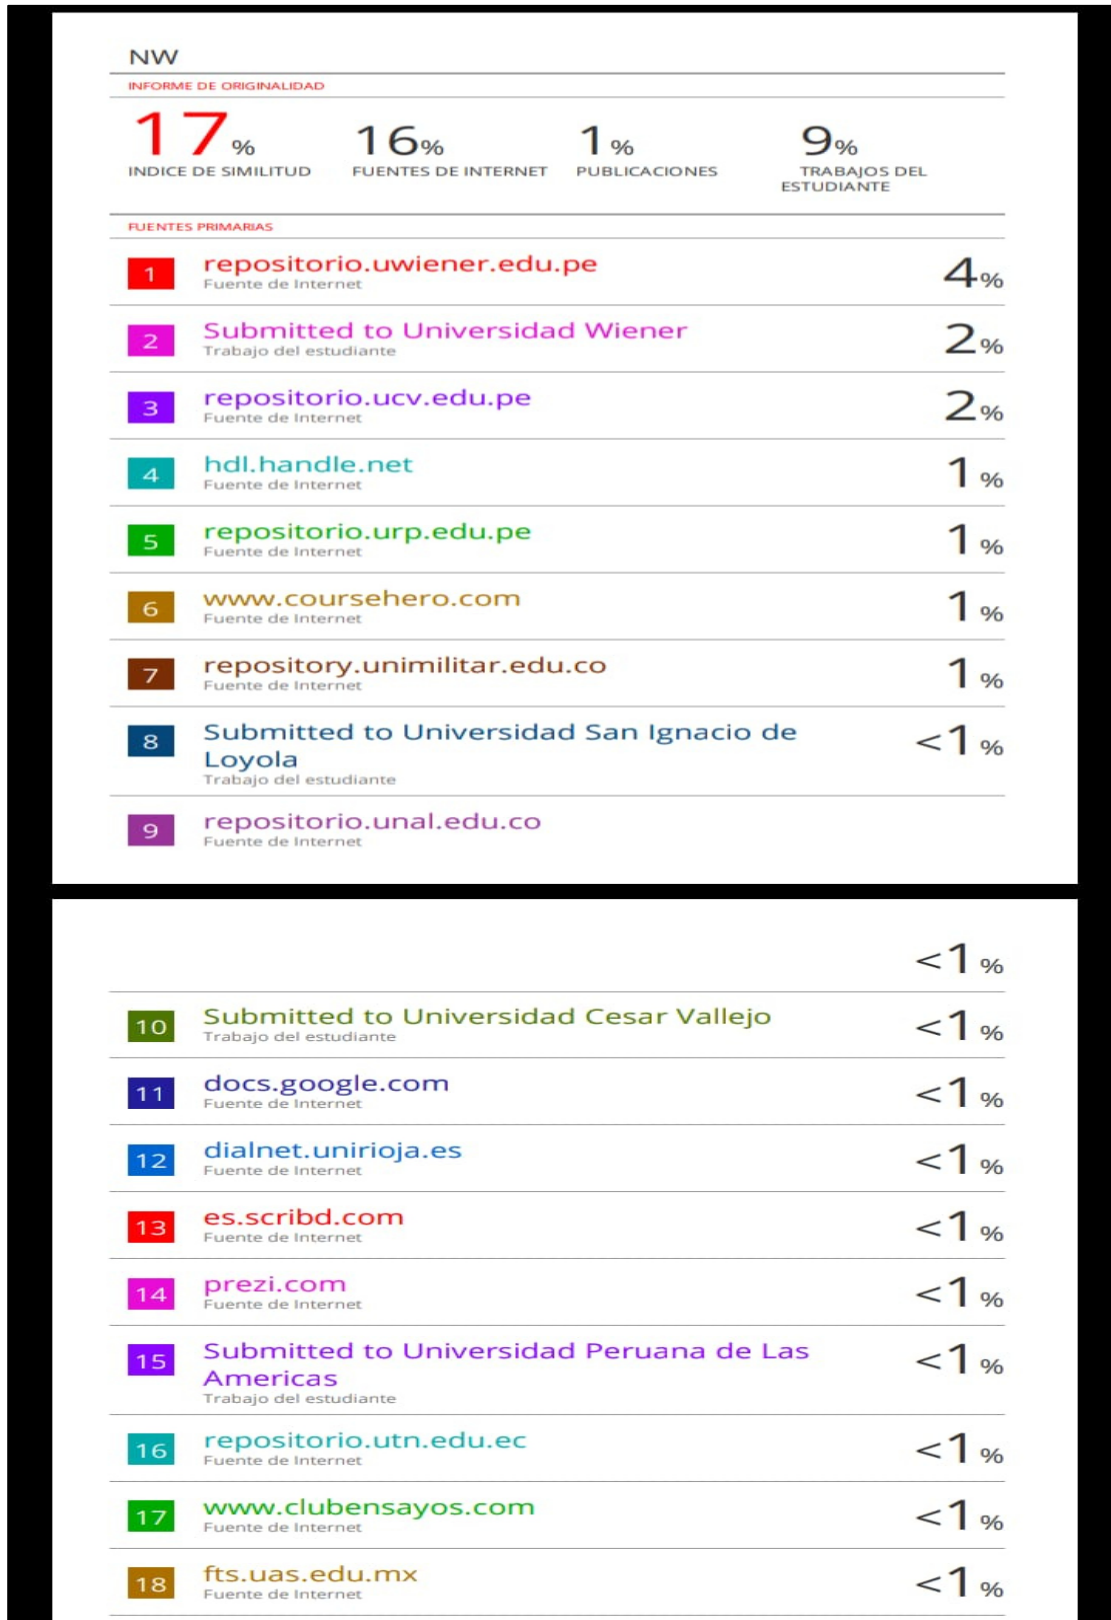 NW
INFORME DE ORIGINALIDAD
17% 16% 1% 9%
INDICE DE SIMILITUD FUENTES DE INTERNET PUBLICACIONES TRABAJOS DEL
ESTUDIANTE
FUENTES PRIMARIAS
1 repositorio.uwiener.edu.pe 4%
Fuente de Internet
2 Submitted to Universidad Wiener 2%
Trabajo del estudiante
3 repositorio.ucv.edu.pe 2%
Fuente de Internet
4 hdl.handle.net 1%
Fuente de Internet
5 repositorio.urp.edu.pe 1%
Fuente de Internet
6 www.coursehero.com 1%
Fuente de Internet
7 repository.unimilitar.edu.co 1%
Fuente de Internet
8 Submitted to Universidad San Ignacio de <1%
Loyola
Trabajo del estudiante
9 repositorio.unal.edu.co
Fuente de Internet
<1%
10 Submitted to Universidad Cesar Vallejo <1%
Trabajo del estudiante
11 docs.google.com <1%
Fuente de Internet
12 dialnet.unirioja.es <1%
Fuente de Internet
13 es.scribd.com <1%
Fuente de Internet
14 prezi.com <1%
Fuente de Internet
15 Submitted to Universidad Peruana de Las <1%
Americas
Trabajo del estudiante
16 repositorio.utn.edu.ec <1%
Fuente de Internet
17 www.clubensayos.com <1%
Fuente de Internet
18 fts.uas.edu.mx <1%
Fuente de Internet